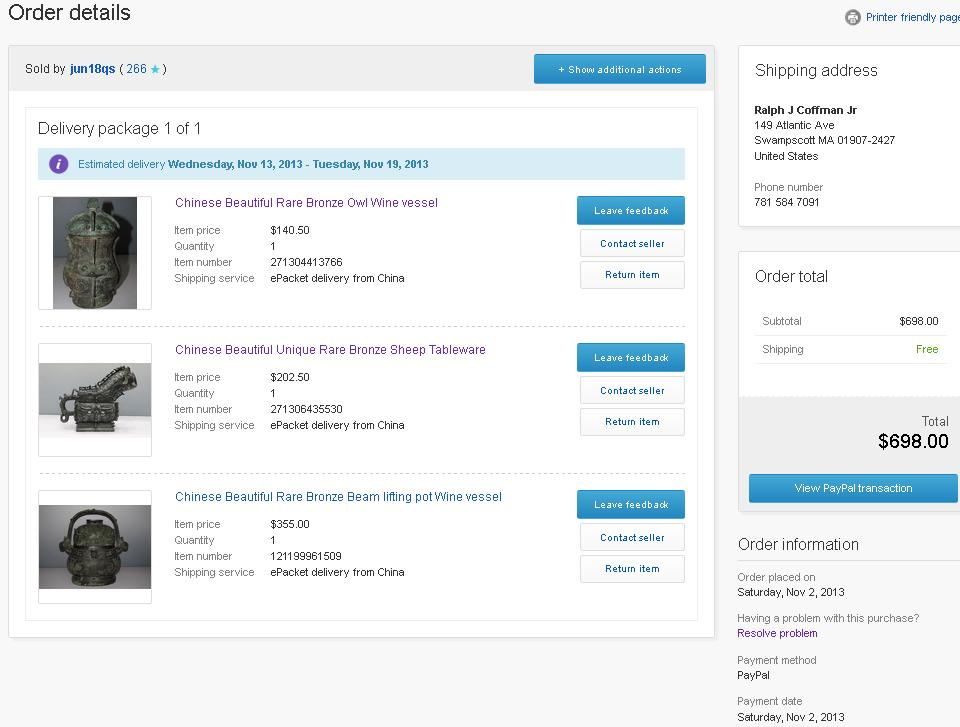 Order details
Printer friendly page
Sold by jun18qs ( 266 ★ )
+ Show additional actions
Delivery package 1 of 1
i Estimated delivery Wednesday, Nov 13, 2013 - Tuesday, Nov 19, 2013
Chinese Beautiful Rare Bronze Owl Wine vessel
Item price $140.50
Quantity 1
Item number 271304413766
Shipping service ePacket delivery from China
Leave feedback
Contact seller
Return item
Chinese Beautiful Unique Rare Bronze Sheep Tableware
Item price $202.50
Quantity 1
Item number 271306435530
Shipping service ePacket delivery from China
Leave feedback
Contact seller
Return item
Chinese Beautiful Rare Bronze Beam lifting pot Wine vessel
Item price $355.00
Quantity 1
Item number 121199961509
Shipping service ePacket delivery from China
Leave feedback
Contact seller
Return item
Shipping address
Ralph J Coffman Jr
149 Atlantic Ave
Swampscott MA 01907-2427
United States
Phone number
781 584 7091
Order total
Subtotal $698.00
Shipping Free
Total
$698.00
View PayPal transaction
Order information
Order placed on
Saturday, Nov 2, 2013
Having a problem with this purchase?
Resolve problem
Payment method
PayPal
Payment date
Saturday, Nov 2, 2013